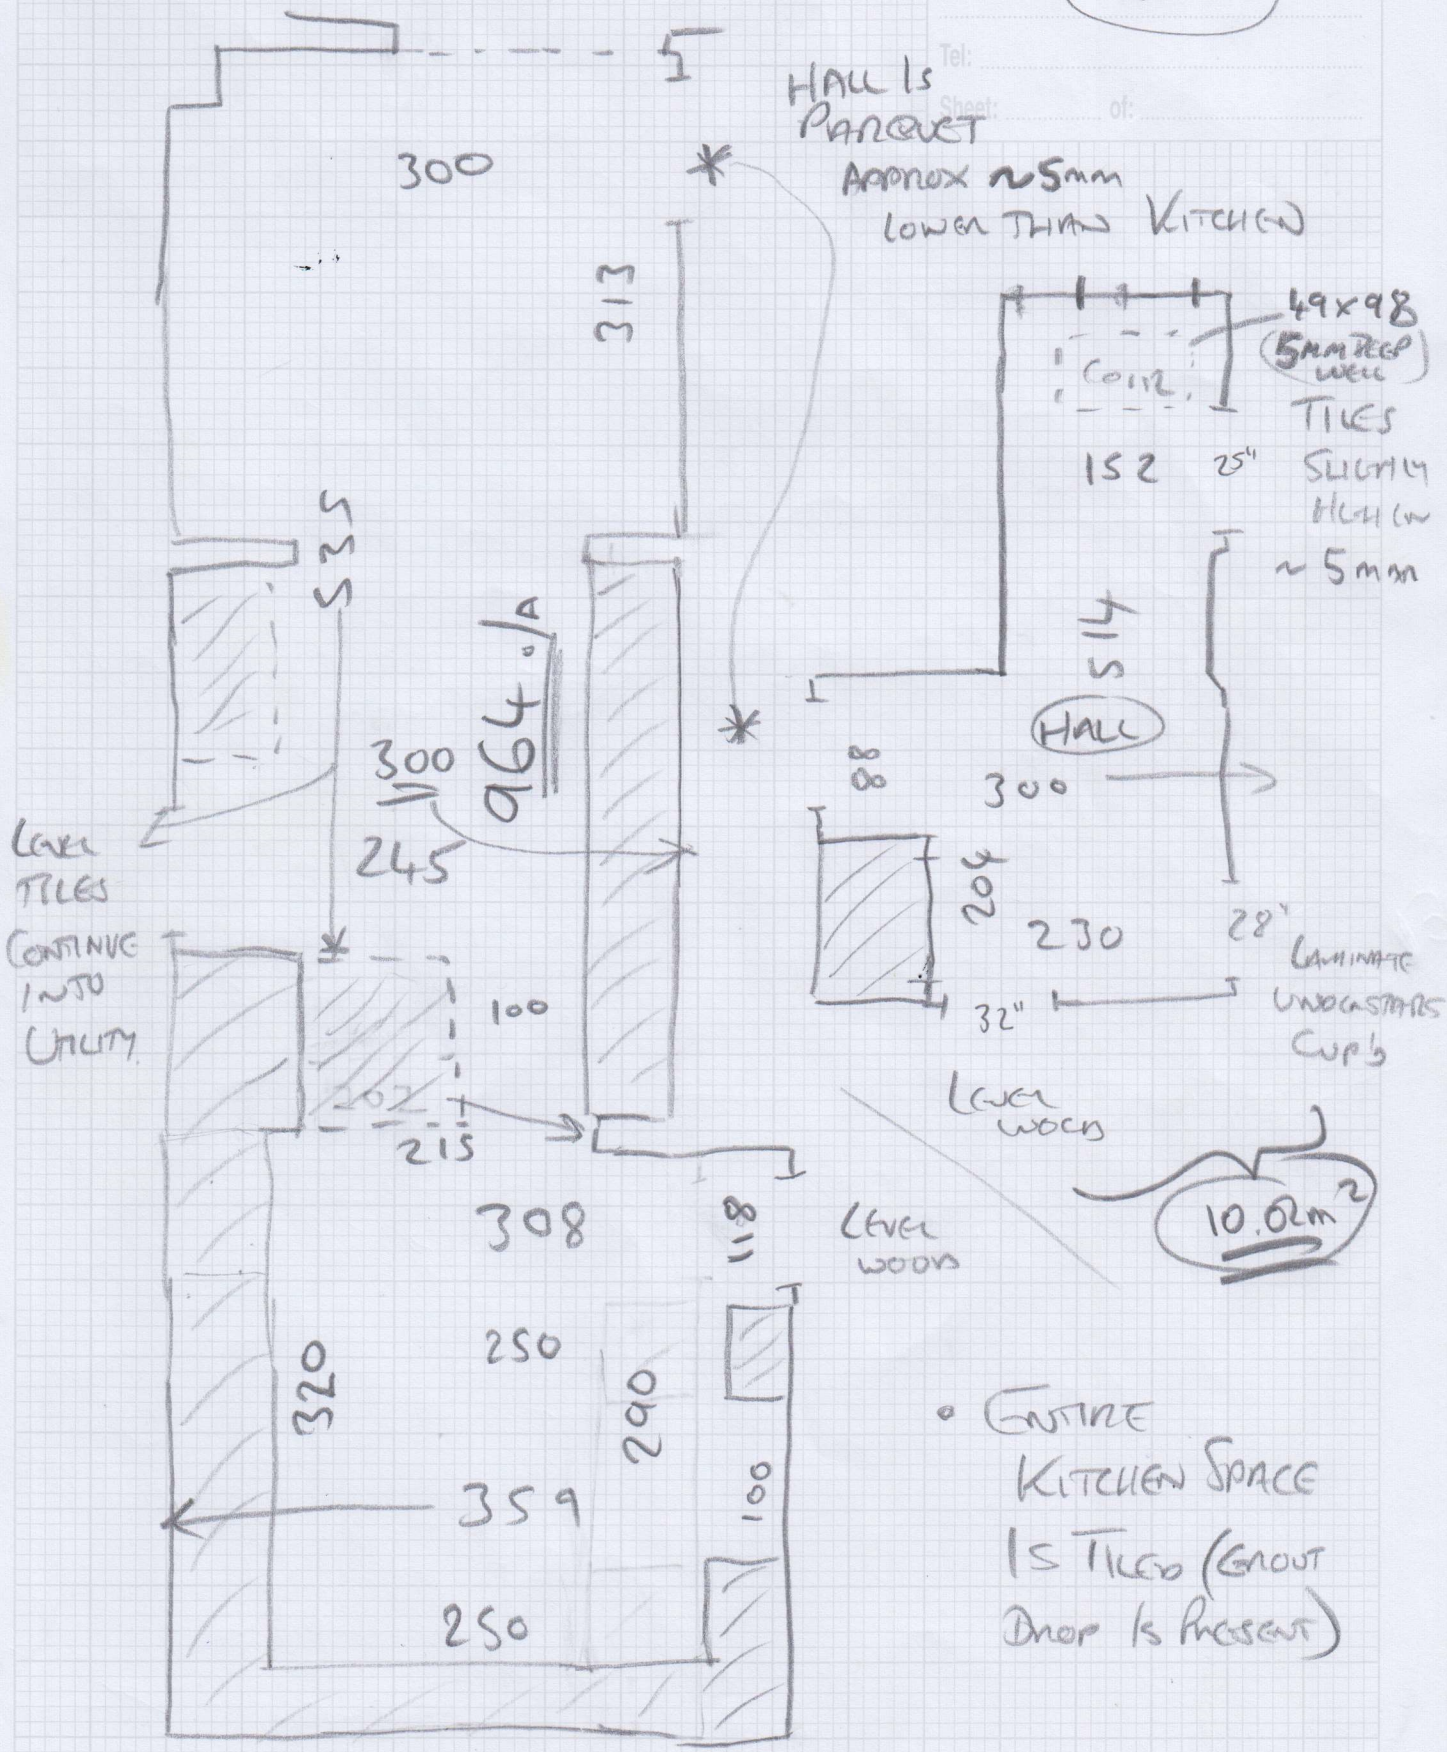 Tel:
Sheet: of:
HALL IS
PARQUET
APPROX ~5mm
LOWER THAN KITCHEN
300
*
313
49x98
(5mm DEEP
WELL)
COIR
TILES
SLIGHTLY
HIGHER
~ 5mm
152
25"
535
514
HALL
964 o/A
*
300
88
300
245
LEVEL
TILES
CONTINUE
INTO
UTILITY
204
230
28"
LAMINATE
UNDERSTAIRS
CUP'D
*
100
32"
202
215
LEVEL
WOOD
10.02m²
308
118
LEVEL
WOOD
250
320
290
• ENTIRE
KITCHEN SPACE
IS TILED (GROUT
DROP IS PRESENT)
359
100
250